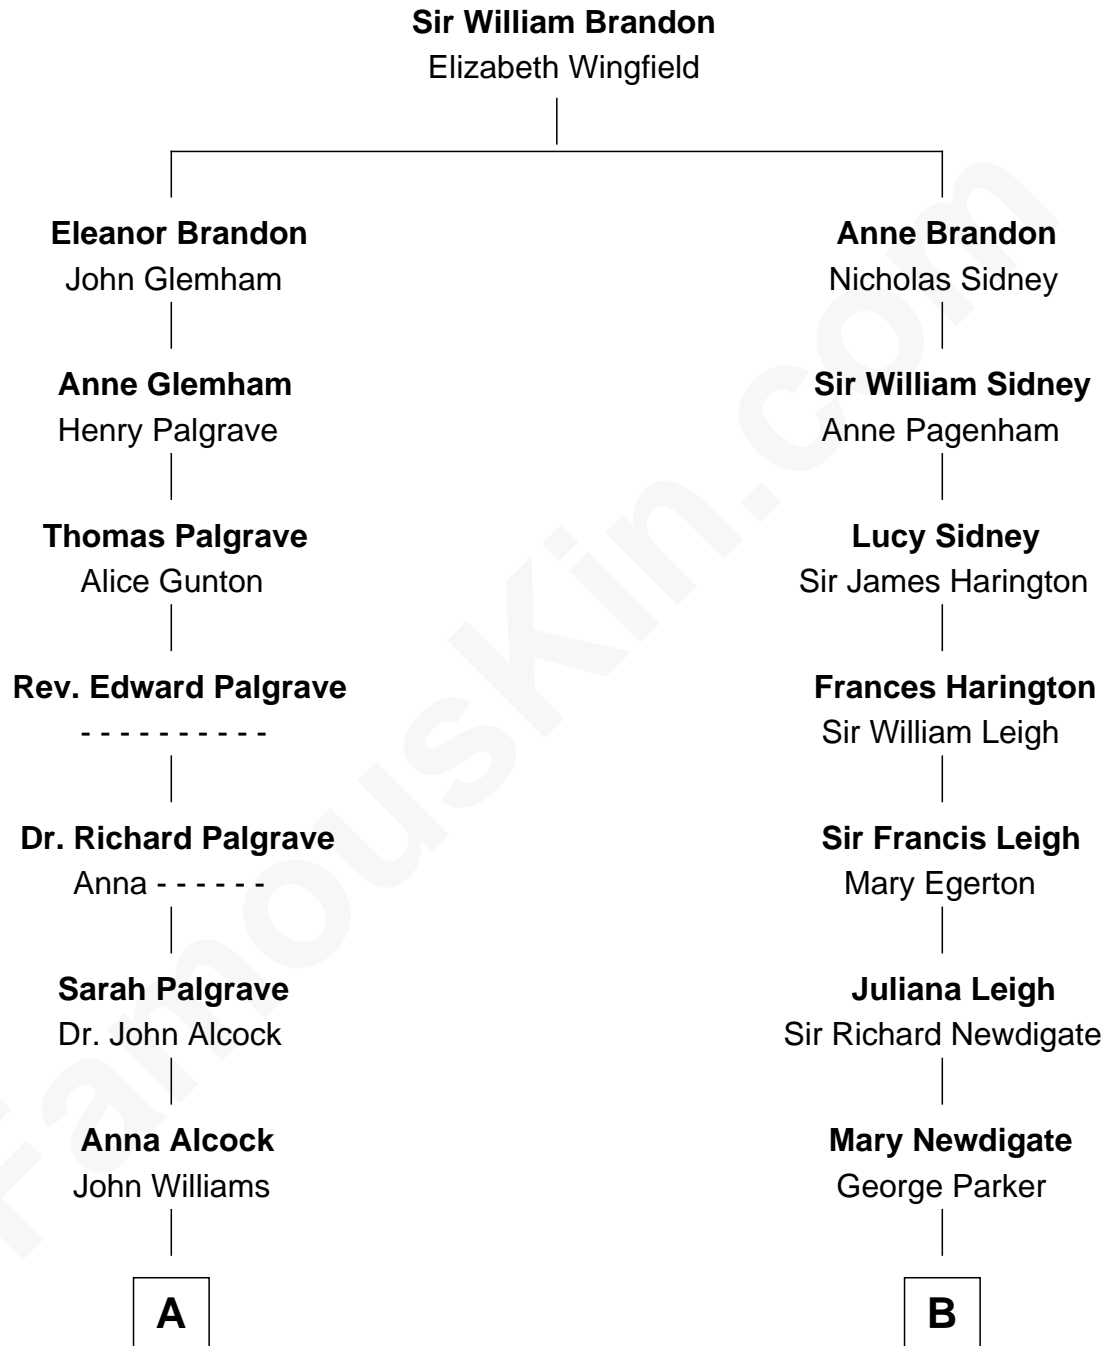 Sir William Brandon
Elizabeth Wingfield
Eleanor Brandon
John Glemham
Anne Brandon
Nicholas Sidney
Anne Glemham
Henry Palgrave
Sir William Sidney
Anne Pagenham
Thomas Palgrave
Alice Gunton
Lucy Sidney
Sir James Harington
Rev. Edward Palgrave
- - - - - - - - - -
Frances Harington
Sir William Leigh
Dr. Richard Palgrave
Anna - - - - - -
Sir Francis Leigh
Mary Egerton
Sarah Palgrave
Dr. John Alcock
Juliana Leigh
Sir Richard Newdigate
Anna Alcock
John Williams
Mary Newdigate
George Parker
A
B
FamousKin.com